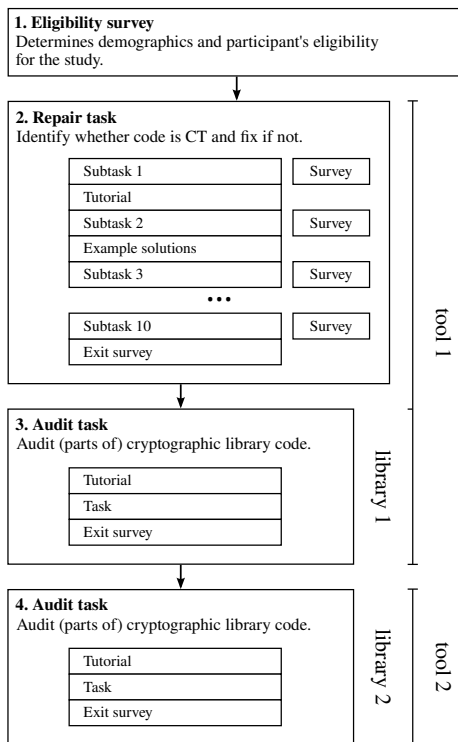 1. Eligibility survey
Determines demographics and participant's eligibility
for the study.
2. Repair task
Identify whether code is CT and fix if not.
Subtask 1 Survey
Tutorial
Subtask 2 Survey
Example solutions
Subtask 3 Survey
•••
Subtask 10 Survey
Exit survey
tool 1
3. Audit task
Audit (parts of) cryptographic library code.
Tutorial
Task
Exit survey
library 1
4. Audit task
Audit (parts of) cryptographic library code.
Tutorial
Task
Exit survey
library 2
tool 2